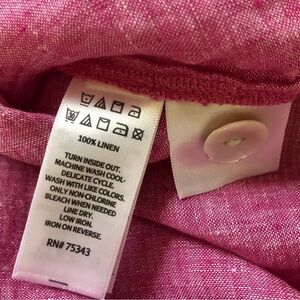 100% LINEN
TURN INSIDE OUT.
MACHINE WASH COOL-
DELICATE CYCLE.
WASH WITH LIKE COLORS.
ONLY NON-CHLORINE
BLEACH WHEN NEEDED
LINE DRY.
LOW IRON.
IRON ON REVERSE.
RN# 75343